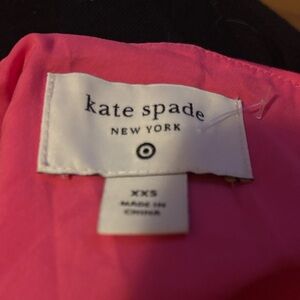 kate spade
NEW YORK
XXS
MADE IN
CHINA